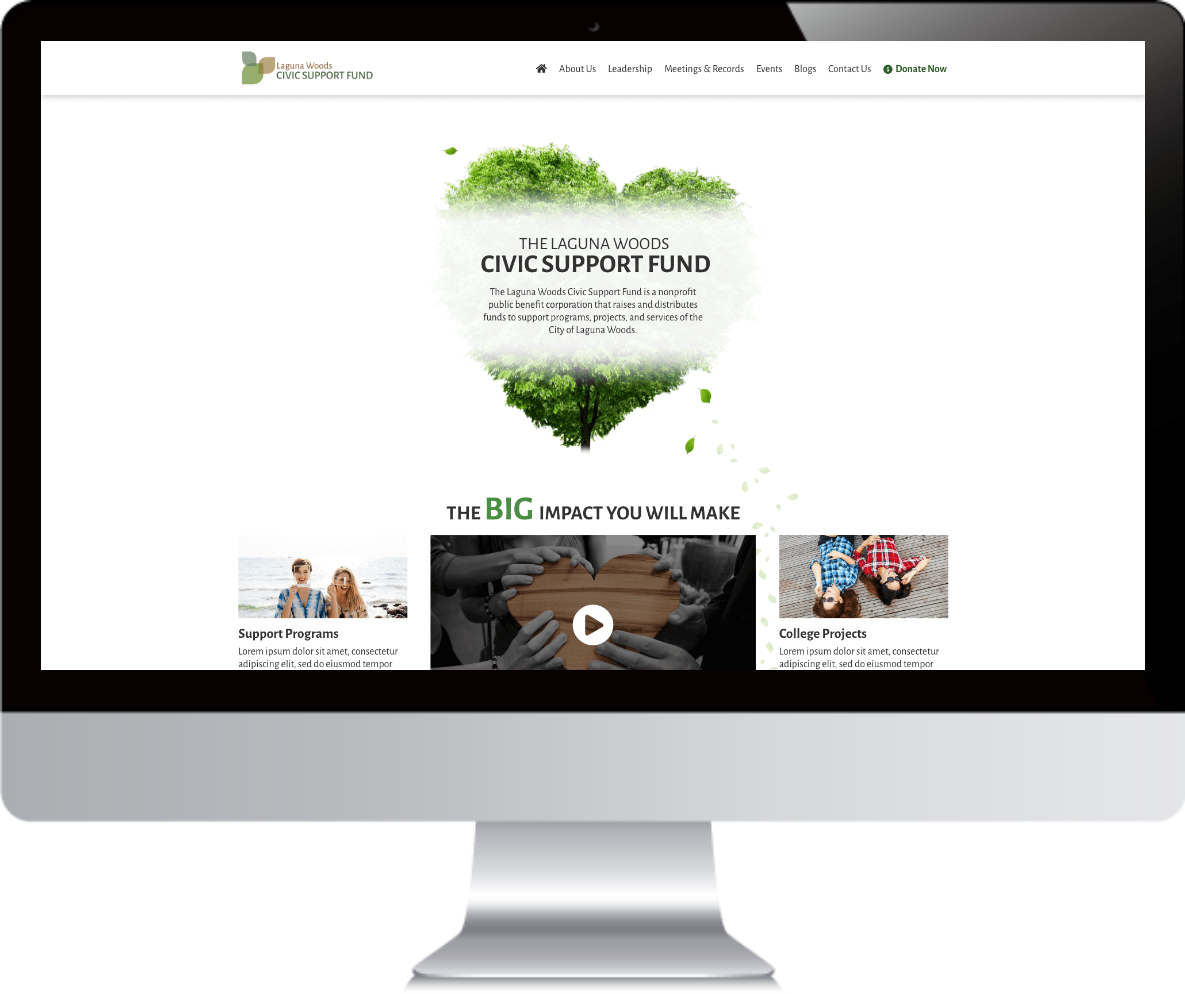 Laguna Woods
CIVIC SUPPORT FUND
About Us Leadership Meetings & Records Events Blogs Contact Us Donate Now
THE LAGUNA WOODS
CIVIC SUPPORT FUND
The Laguna Woods Civic Support Fund is a nonprofit
public benefit corporation that raises and distributes
funds to support programs, projects, and services of the
City of Laguna Woods.
THE BIG IMPACT YOU WILL MAKE
Support Programs
Lorem ipsum dolor sit amet, consectetur
adipiscing elit, sed do eiusmod tempor
College Projects
Lorem ipsum dolor sit amet, consectetur
adipiscing elit, sed do eiusmod tempor